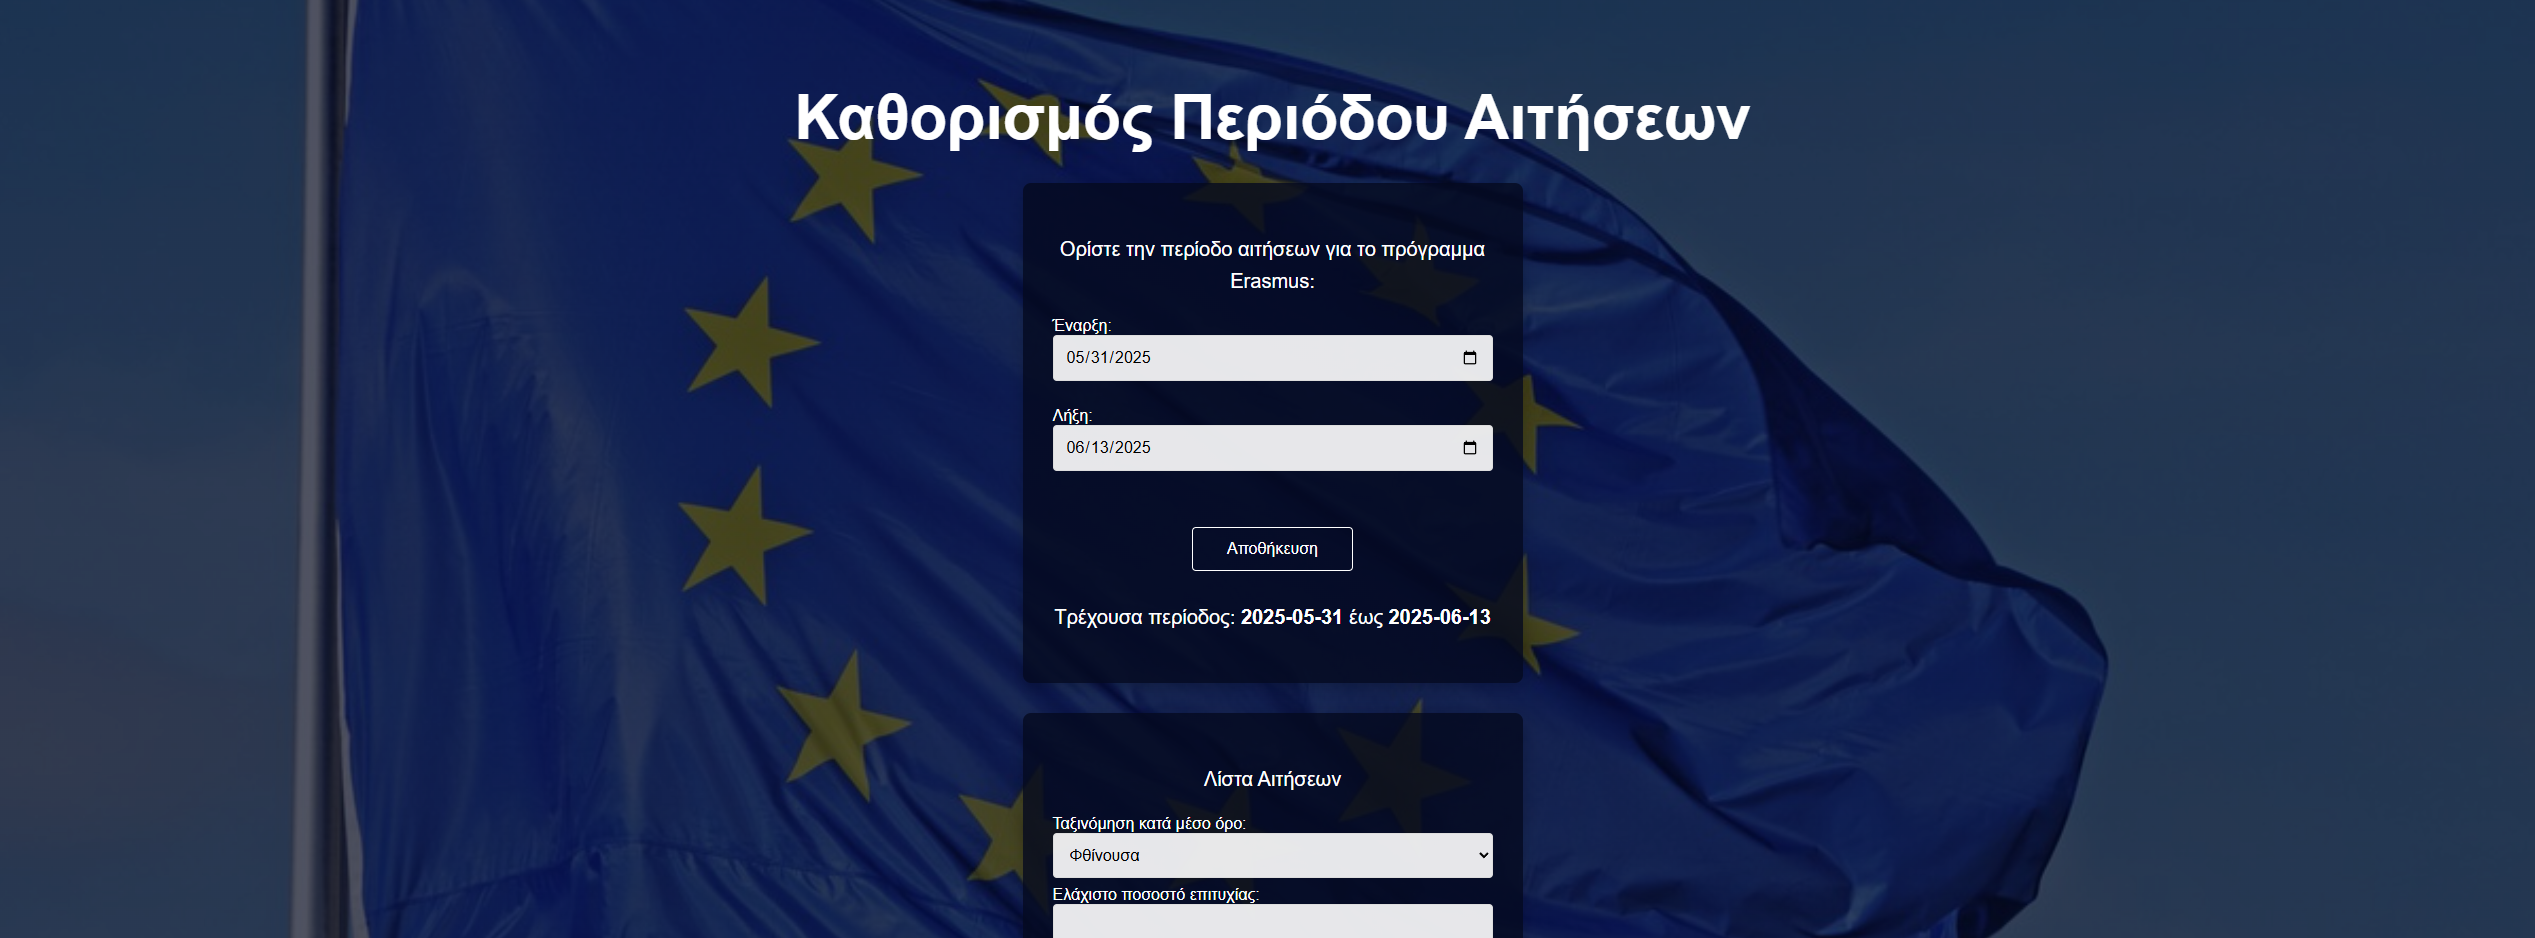 Καθορισμός Περιόδου Αιτήσεων
Ορίστε την περίοδο αιτήσεων για το πρόγραμμα
Erasmus:
Έναρξη:
05/31/2025
Λήξη:
06/13/2025
Αποθήκευση
Τρέχουσα περίοδος: 2025-05-31 έως 2025-06-13
Λίστα Αιτήσεων
Ταξινόμηση κατά μέσο όρο:
Φθίνουσα
Ελάχιστο ποσοστό επιτυχίας: